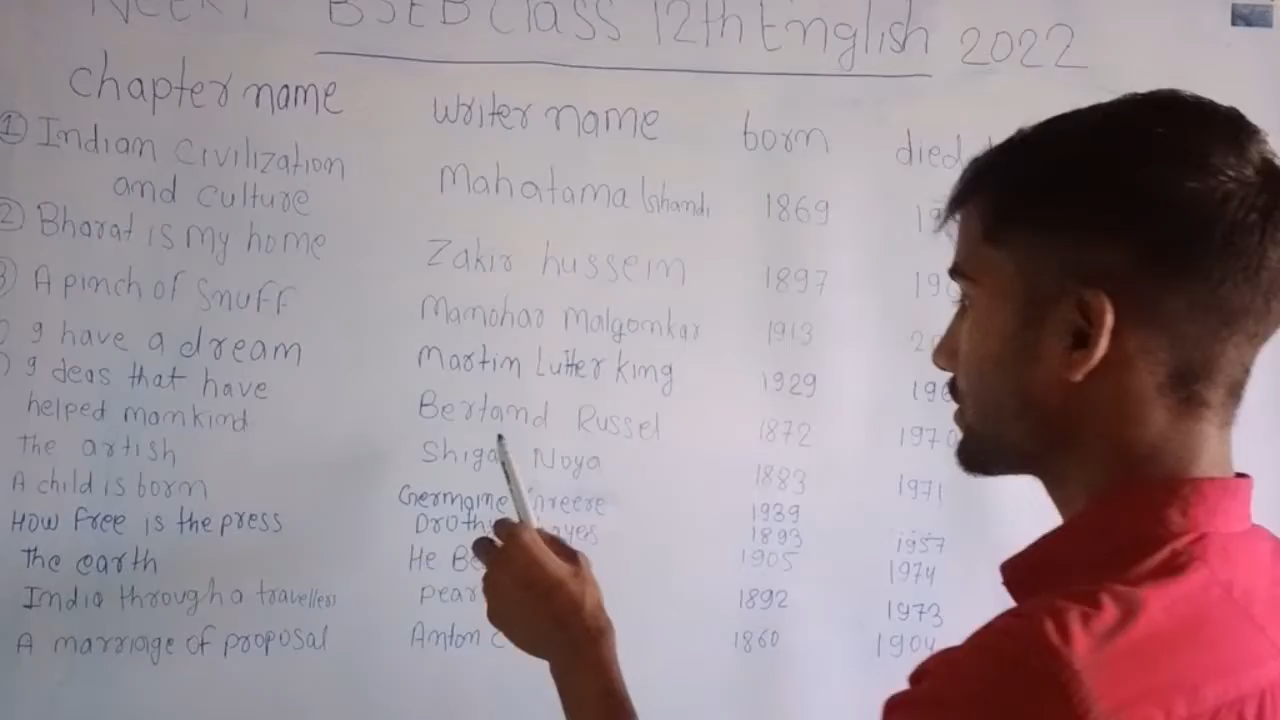 BSEB Class 12th English 2022
chapter name writer name born died
① Indian Civilization Mahatama Ghandi 1869
and culture
② Bharat is my home Zakir hussein 1897
A pinch of Snuff Manohar Malgonkar 1913
I have a dream Martin Lutter king 1929
Ideas that have Bertand Russel 1872 1970
helped mankind
The artish Shiga Noya 1883 1971
A child is born Germaine 1939
How free is the press 1893 1957
The earth He 1905 1974
India through a travellers 1892 1973
A marriage of proposal Anton 1860 1904